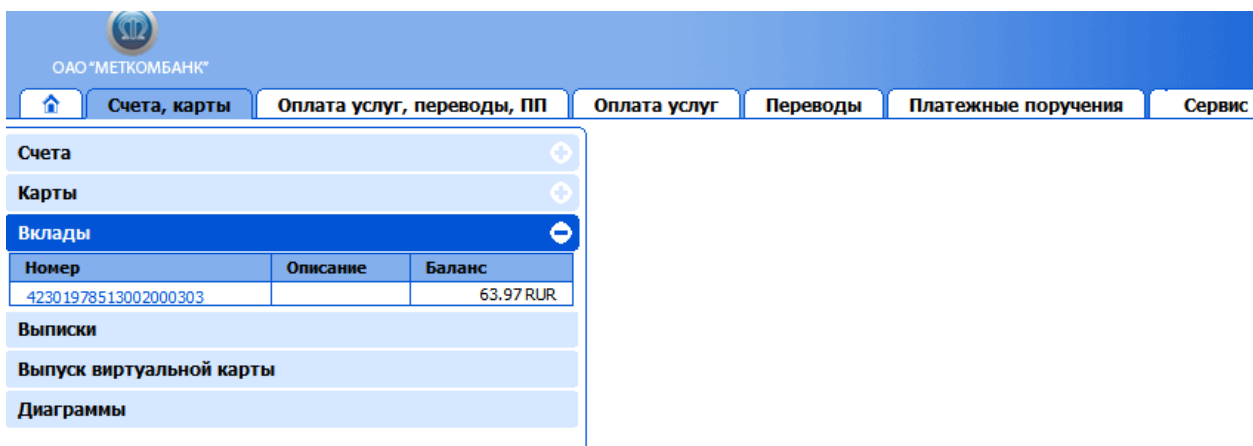 ОАО "МЕТКОМБАНК"
Счета, карты Оплата услуг, переводы, ПП Оплата услуг Переводы Платежные поручения Сервис
Счета
Карты
Вклады
Номер Описание Баланс
42301978513002000303 63.97 RUR
Выписки
Выпуск виртуальной карты
Диаграммы